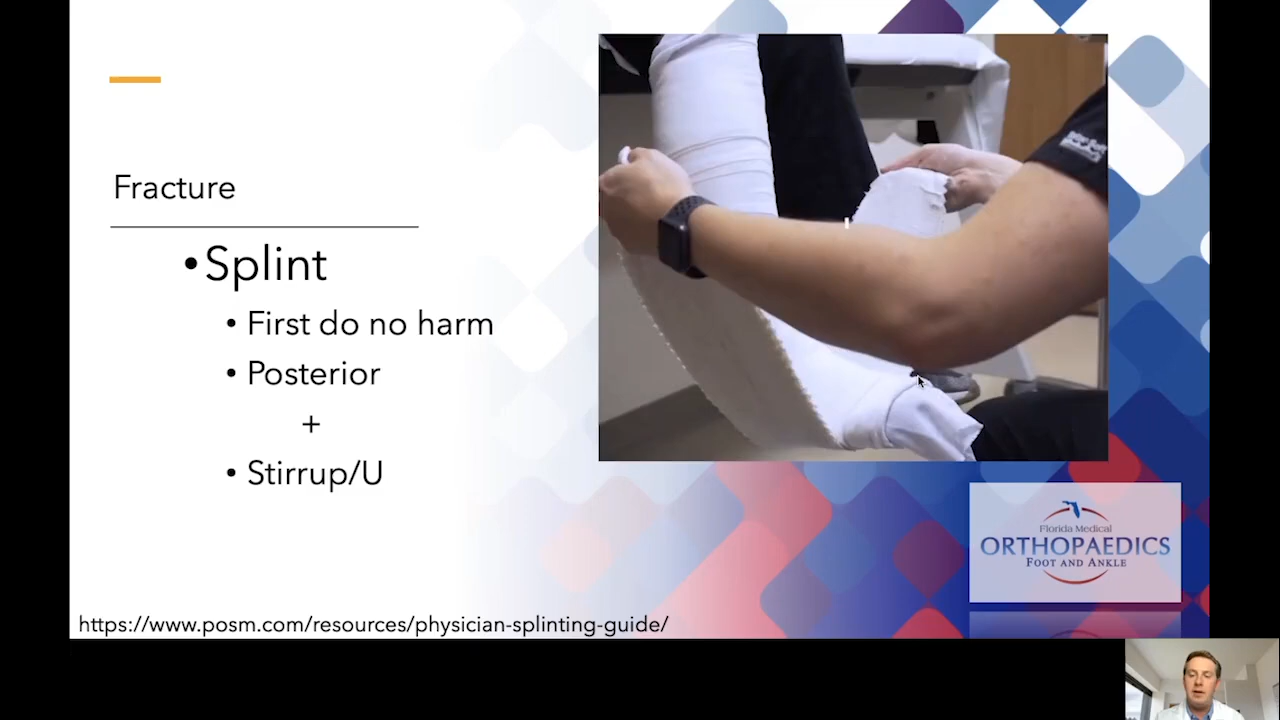 Fracture
•Splint
• First do no harm
• Posterior
+
• Stirrup/U
Florida Medical
ORTHOPAEDICS
FOOT AND ANKLE
https://www.posm.com/resources/physician-splinting-guide/